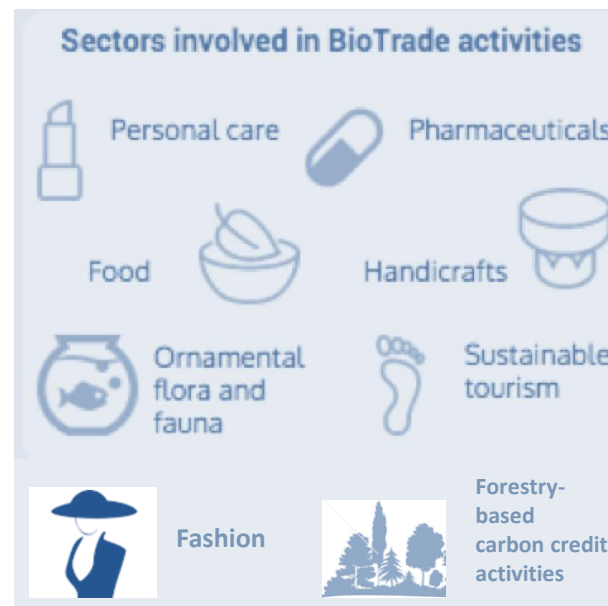 Sectors involved in BioTrade activities
Personal care
Pharmaceuticals
Food
Handicrafts
Ornamental
flora and
fauna
Sustainable
tourism
Fashion
Forestry-
based
carbon credit
activities